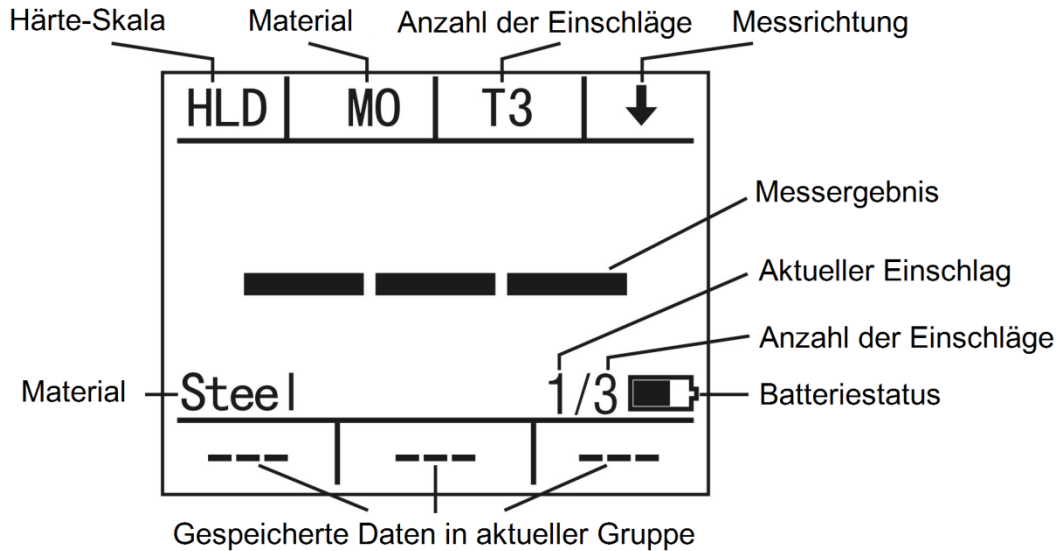 Härte-Skala Material Anzahl der Einschläge Messrichtung
HLD MO T3 ↓
Messergebnis
--- 
Aktueller Einschlag
Anzahl der Einschläge
Material Steel 1/3 Batteriestatus
--- --- ---
Gespeicherte Daten in aktueller Gruppe